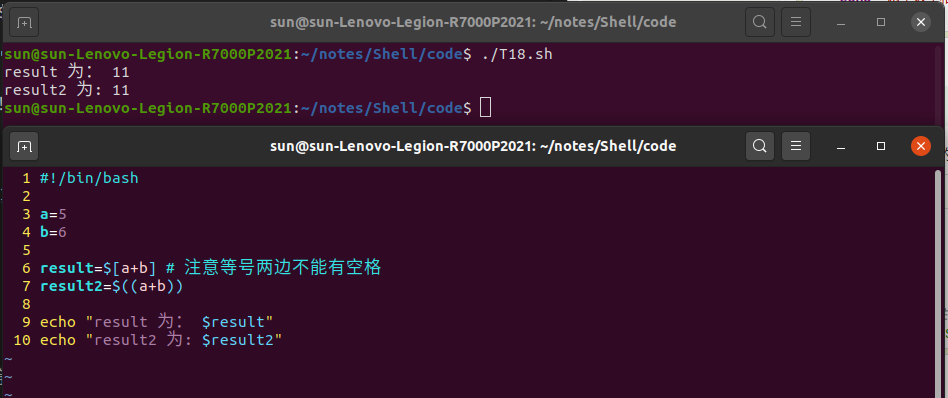 sun@sun-Lenovo-Legion-R7000P2021: ~/notes/Shell/code
sun@sun-Lenovo-Legion-R7000P2021:~/notes/Shell/code$ ./T18.sh
result 为： 11
result2 为: 11
sun@sun-Lenovo-Legion-R7000P2021:~/notes/Shell/code$
sun@sun-Lenovo-Legion-R7000P2021: ~/notes/Shell/code
1 #!/bin/bash
2
3 a=5
4 b=6
5
6 result=$[a+b] # 注意等号两边不能有空格
7 result2=$((a+b))
8
9 echo "result 为： $result"
10 echo "result2 为: $result2"
~
~
~